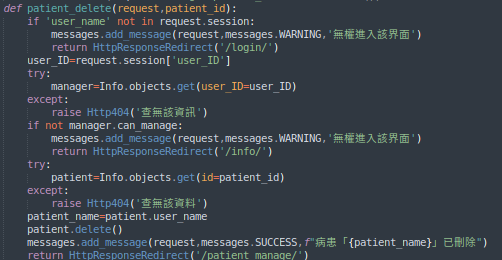 def patient_delete(request,patient_id):
    if 'user_name' not in request.session:
        messages.add_message(request,messages.WARNING,'無權進入該界面')
        return HttpResponseRedirect('/login/')
    user_ID=request.session['user_ID']
    try:
        manager=Info.objects.get(user_ID=user_ID)
    except:
        raise Http404('查無該資訊')
    if not manager.can_manage:
        messages.add_message(request,messages.WARNING,'無權進入該界面')
        return HttpResponseRedirect('/info/')
    try:
        patient=Info.objects.get(id=patient_id)
    except:
        raise Http404('查無該資料')
    patient_name=patient.user_name
    patient.delete()
    messages.add_message(request,messages.SUCCESS,f"病患「{patient_name}」已刪除")
    return HttpResponseRedirect('/patient_manage/')